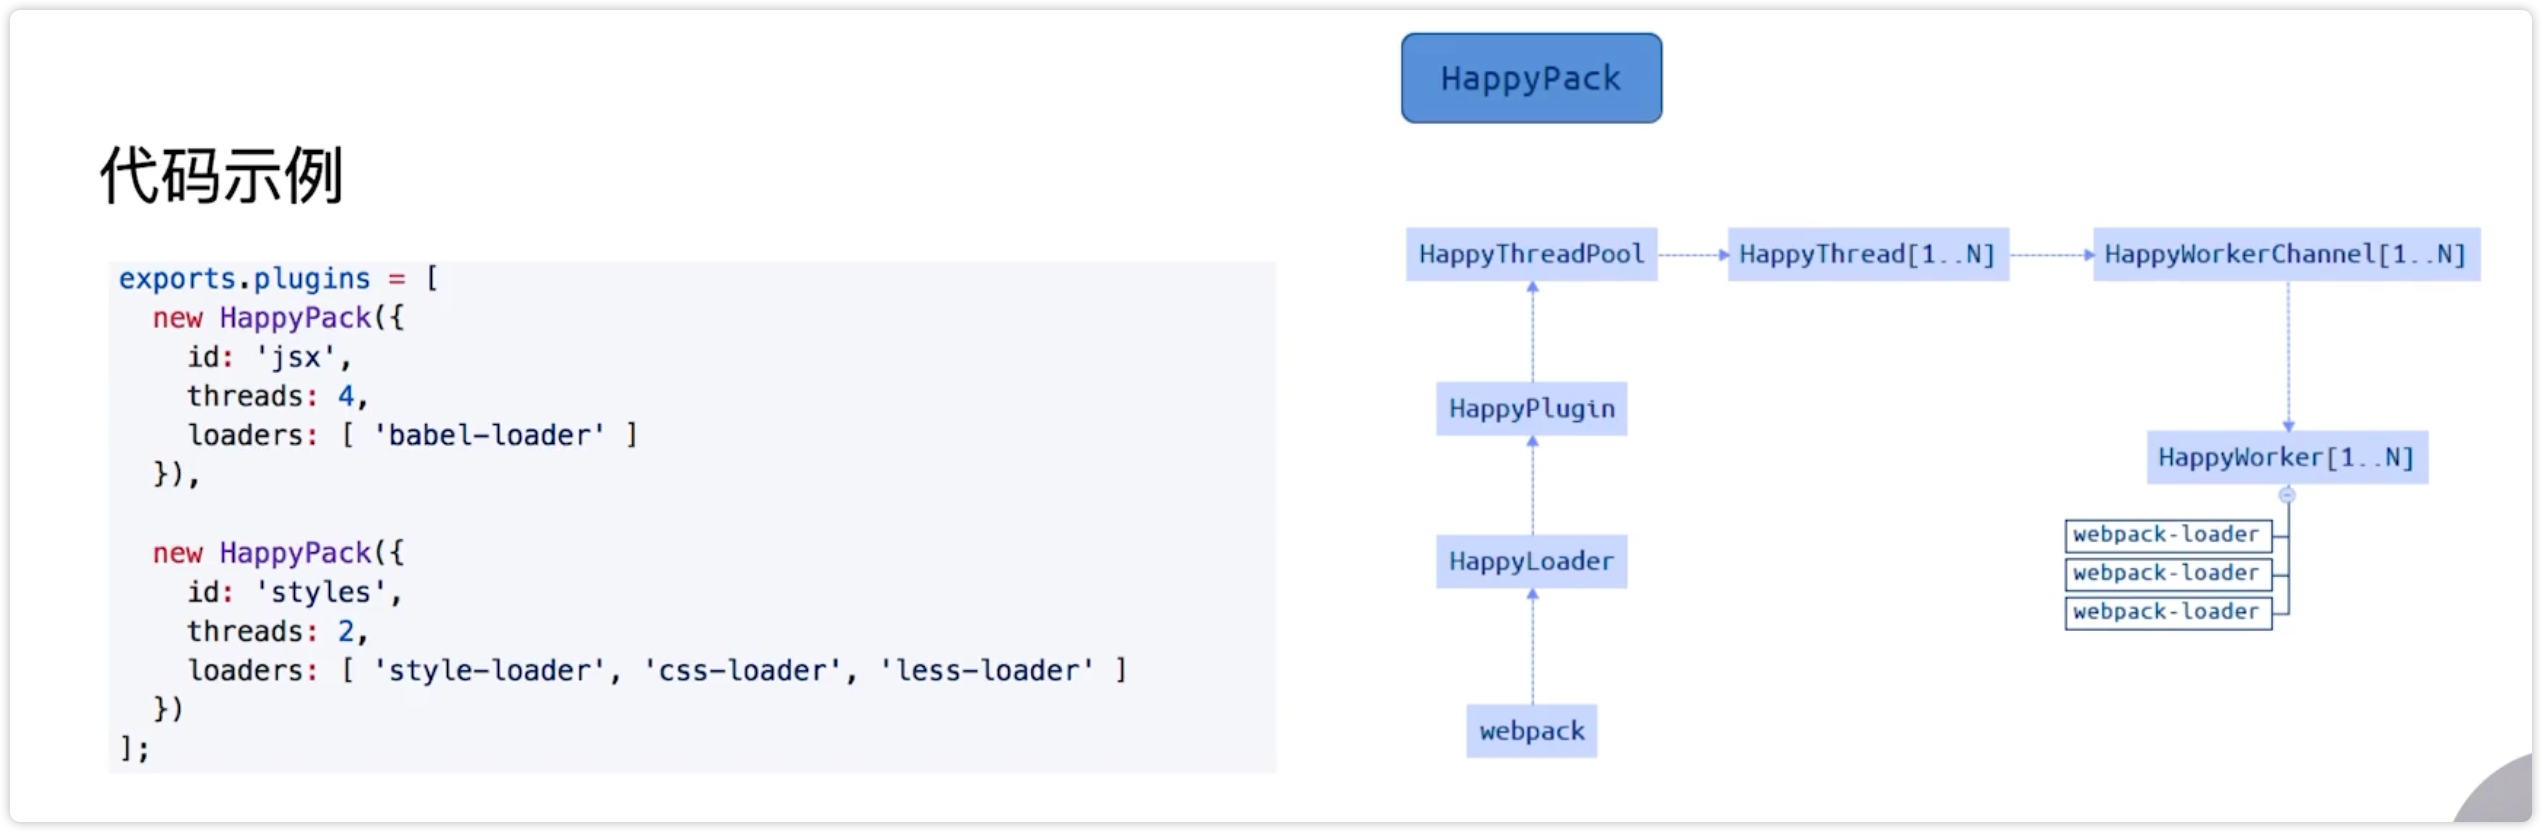 代码示例
exports.plugins = [
  new HappyPack({
    id: 'jsx',
    threads: 4,
    loaders: [ 'babel-loader' ]
  }),
  new HappyPack({
    id: 'styles',
    threads: 2,
    loaders: [ 'style-loader', 'css-loader', 'less-loader' ]
  })
];
HappyPack
HappyThreadPool
HappyThread[1..N]
HappyWorkerChannel[1..N]
HappyPlugin
HappyWorker[1..N]
webpack-loader
webpack-loader
webpack-loader
HappyLoader
webpack